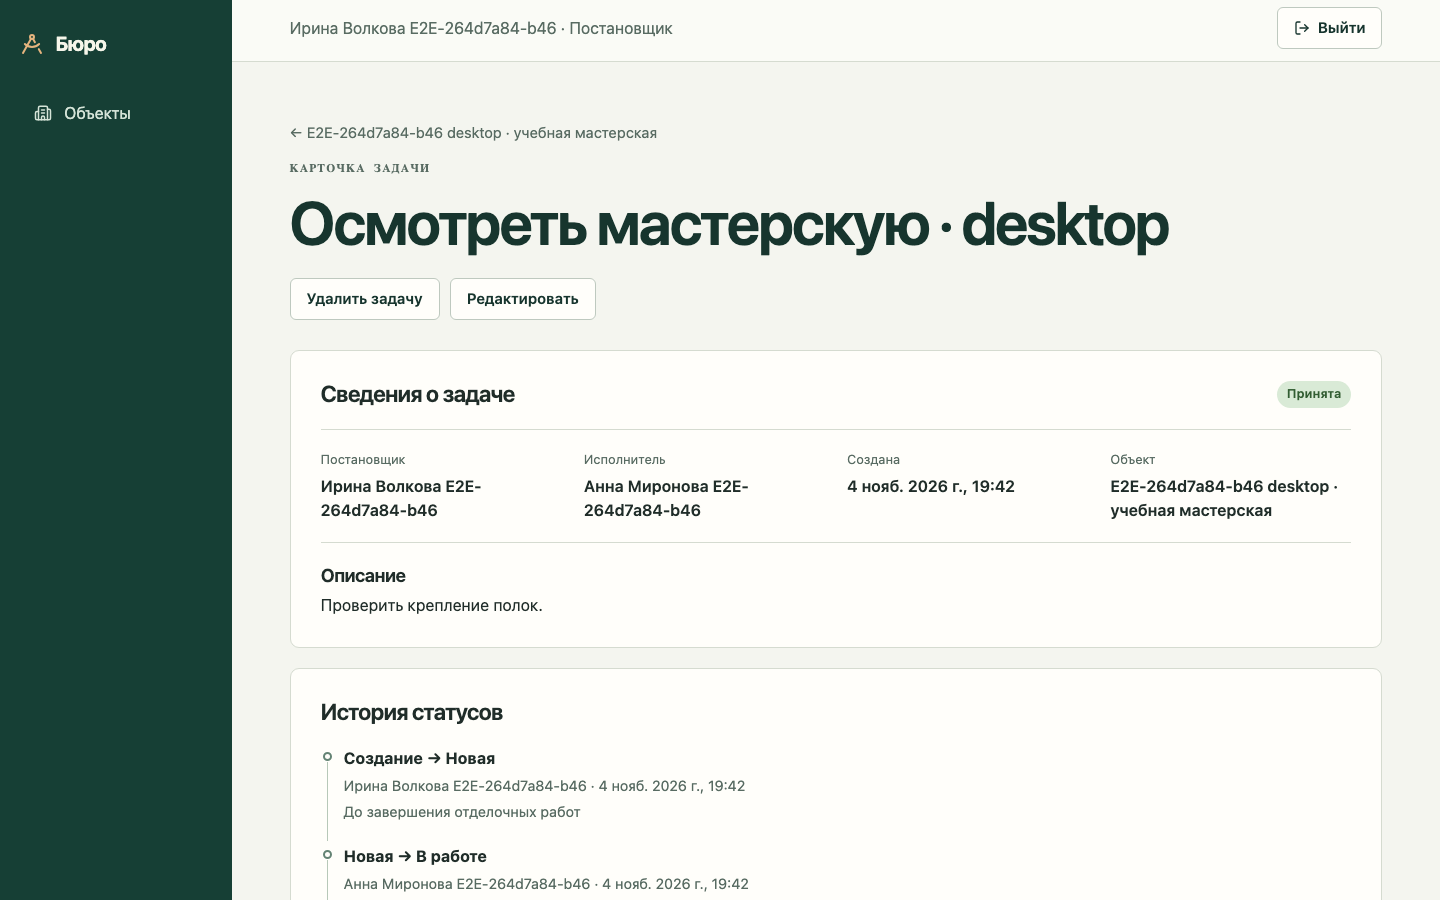 Бюро
Объекты
Ирина Волкова E2E-264d7a84-b46 · Постановщик
Выйти
← E2E-264d7a84-b46 desktop · учебная мастерская
КАРТОЧКА ЗАДАЧИ
Осмотреть мастерскую · desktop
Удалить задачу
Редактировать
Сведения о задаче
Принята
Постановщик
Ирина Волкова E2E-
264d7a84-b46
Исполнитель
Анна Миронова E2E-
264d7a84-b46
Создана
4 нояб. 2026 г., 19:42
Объект
E2E-264d7a84-b46 desktop ·
учебная мастерская
Описание
Проверить крепление полок.
История статусов
Создание → Новая
Ирина Волкова E2E-264d7a84-b46 · 4 нояб. 2026 г., 19:42
До завершения отделочных работ
Новая → В работе
Анна Миронова E2E-264d7a84-b46 · 4 нояб. 2026 г., 19:42